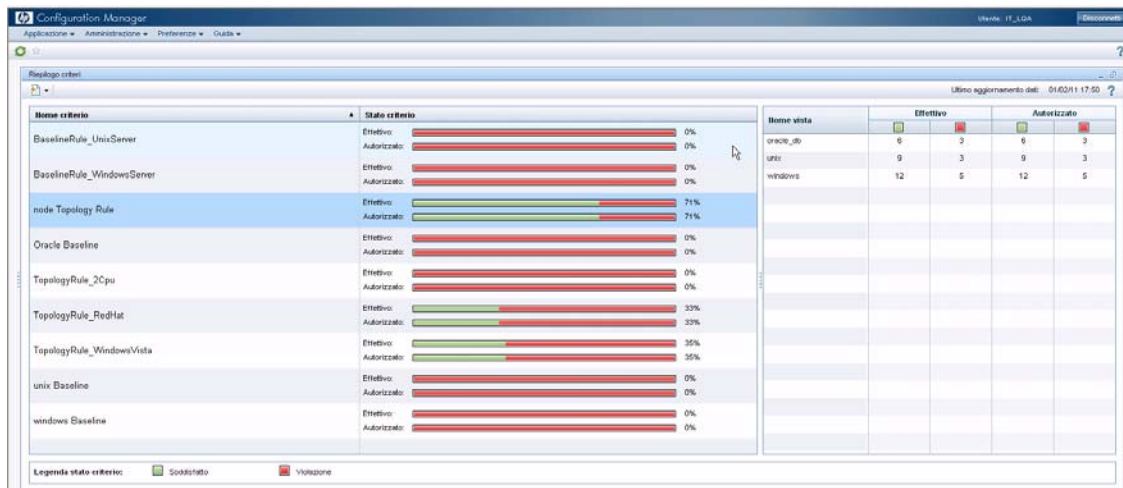 hp Configuration Manager
Utente: IT_LQA Disconnetti
Applicazione Amministrazione Preferenze Guida
?
Riepilogo criteri
Ultimo aggiornamento dati: 01/02/11 17:50 ?
Nome criterio Stato criterio
BaselineRule_UnixServer
Effettivo: 0%
Autorizzato: 0%
BaselineRule_WindowsServer
Effettivo: 0%
Autorizzato: 0%
node Topology Rule
Effettivo: 71%
Autorizzato: 71%
Oracle Baseline
Effettivo: 0%
Autorizzato: 0%
TopologyRule_2Cpu
Effettivo: 0%
Autorizzato: 0%
TopologyRule_RedHat
Effettivo: 33%
Autorizzato: 33%
TopologyRule_WindowsVista
Effettivo: 35%
Autorizzato: 35%
unix Baseline
Effettivo: 0%
Autorizzato: 0%
windows Baseline
Effettivo: 0%
Autorizzato: 0%
Nome vista Effettivo Autorizzato
oracle_db 6 3 6 3
unix 9 3 9 3
windows 12 5 12 5
Legenda stato criterio: Soddisfatto Violazione